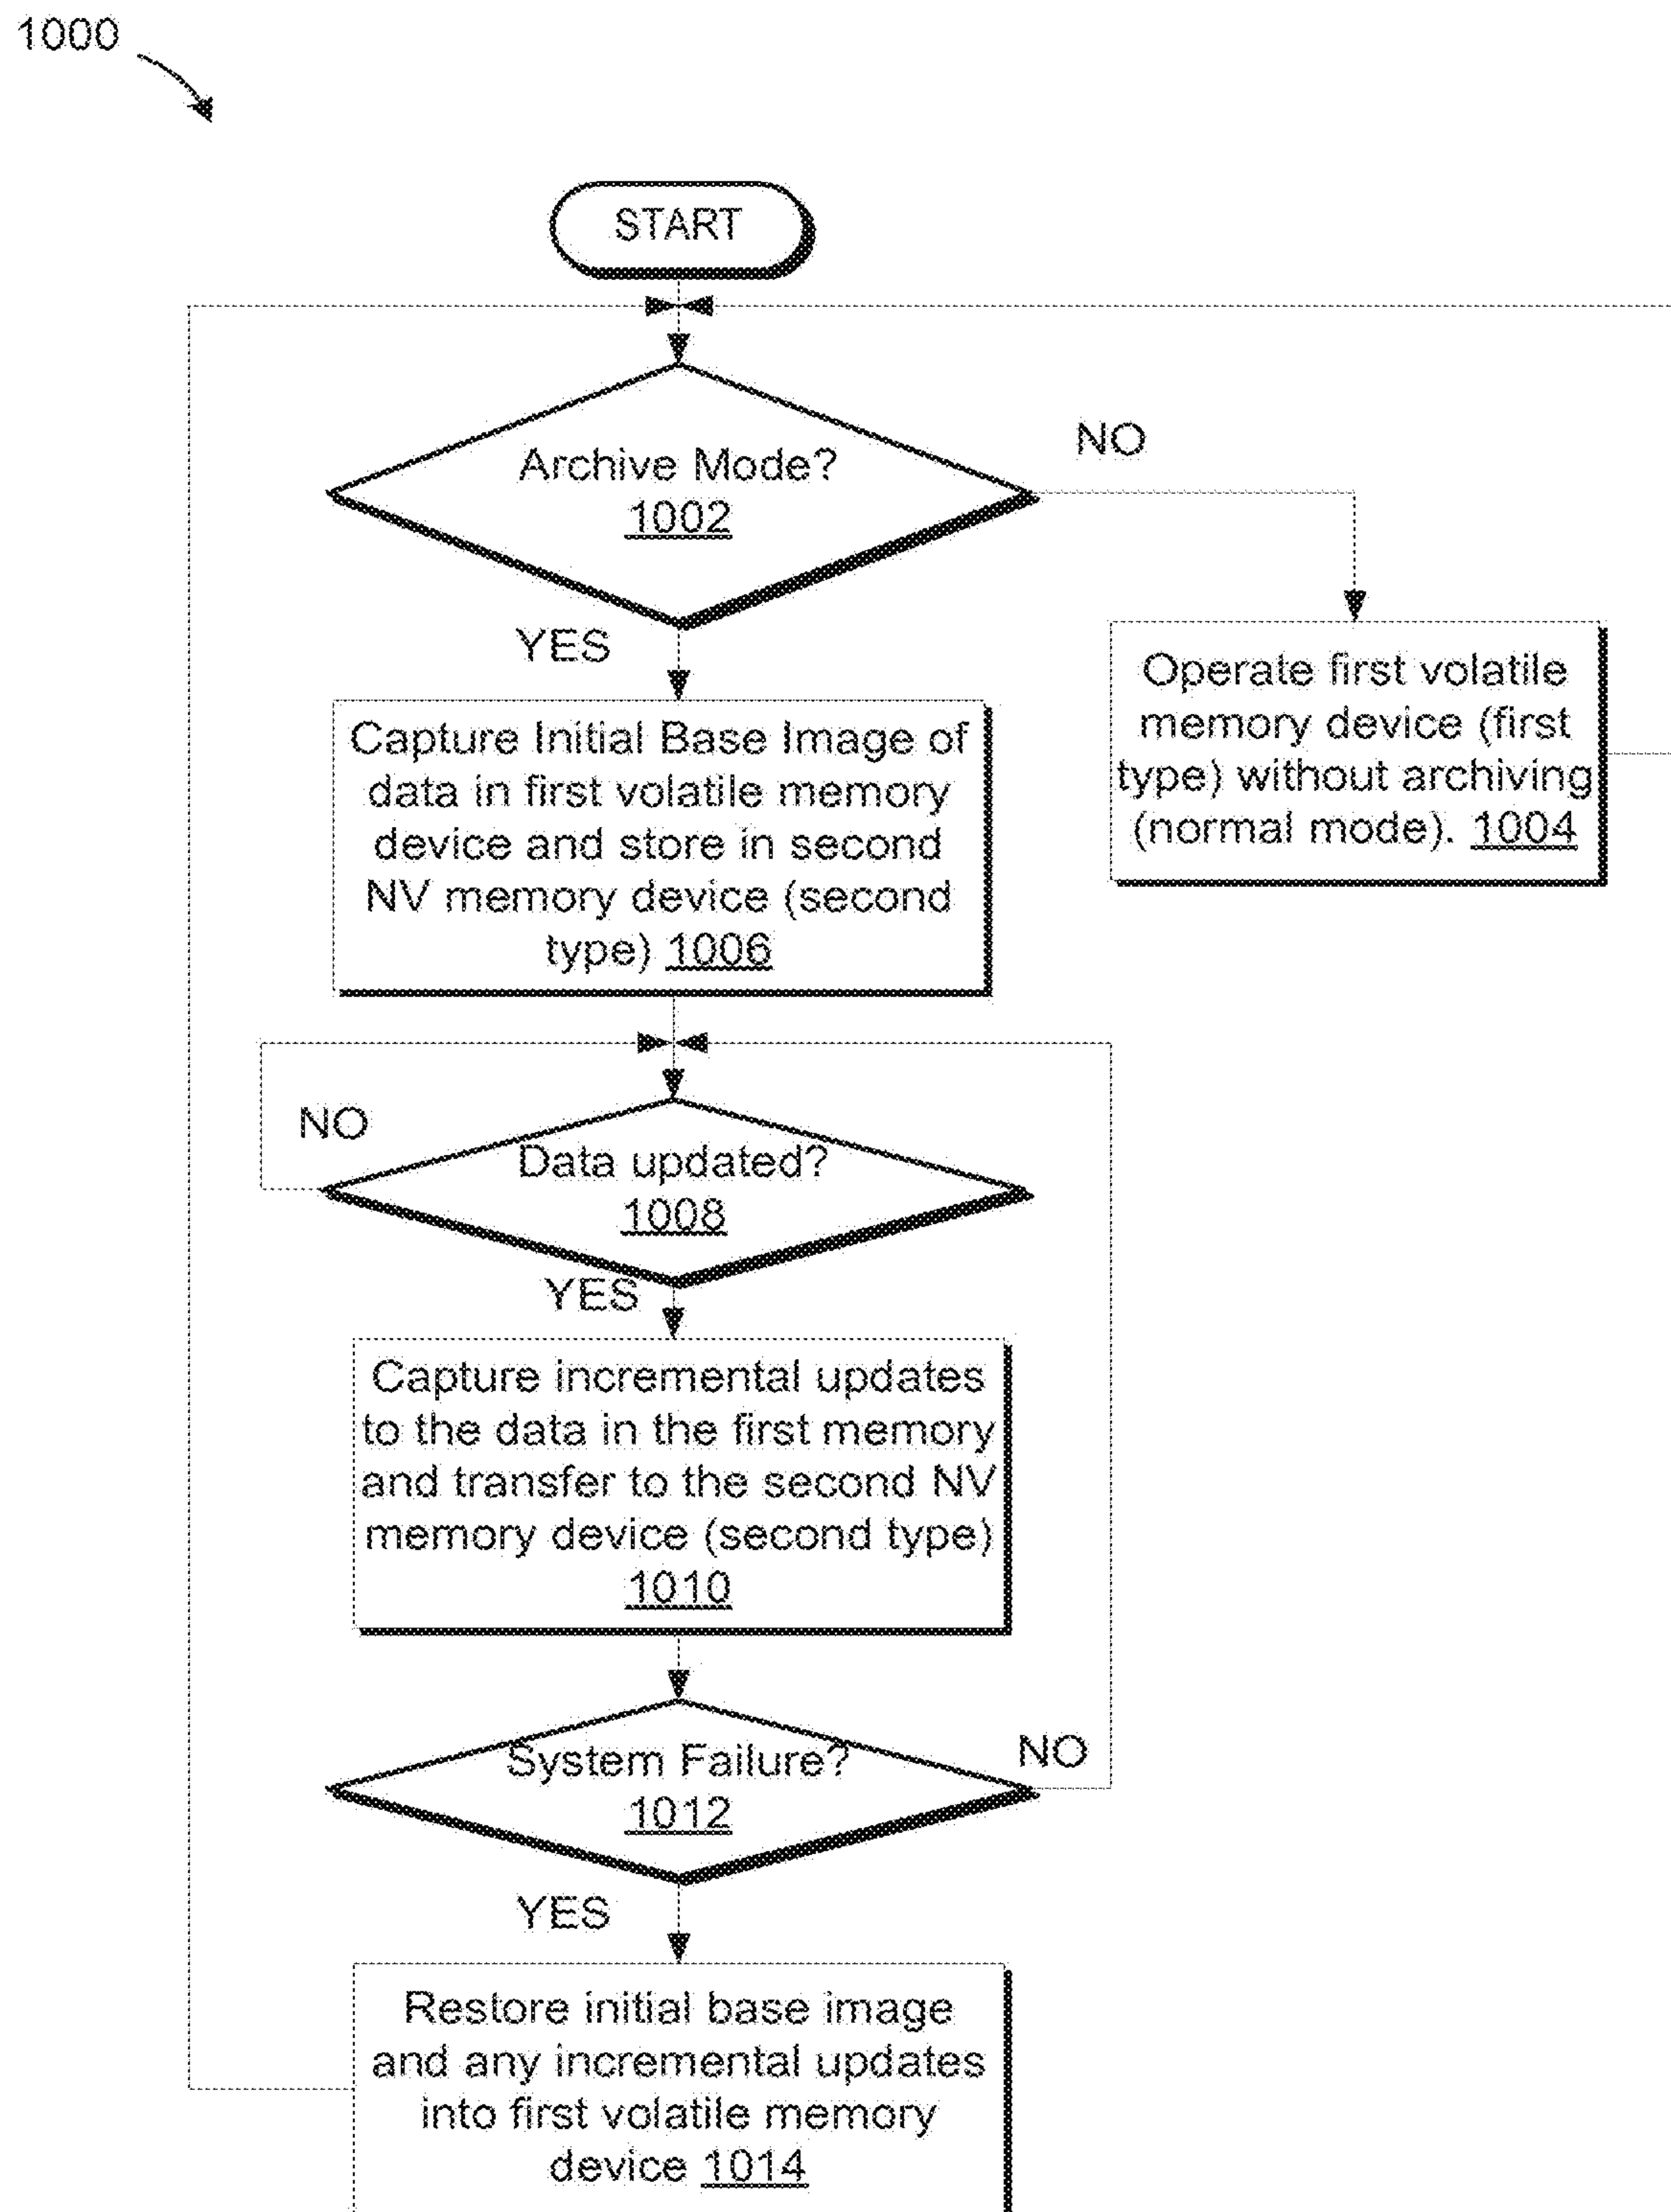 1000
START
Archive Mode?
1002
NO
YES
Operate first volatile
memory device (first
type) without archiving
(normal mode). 1004
Capture Initial Base Image of
data in first volatile memory
device and store in second
NV memory device (second
type) 1006
NO
Data updated?
1008
YES
Capture incremental updates
to the data in the first memory
and transfer to the second NV
memory device (second type)
1010
System Failure?
1012
NO
YES
Restore initial base image
and any incremental updates
into first volatile memory
device 1014